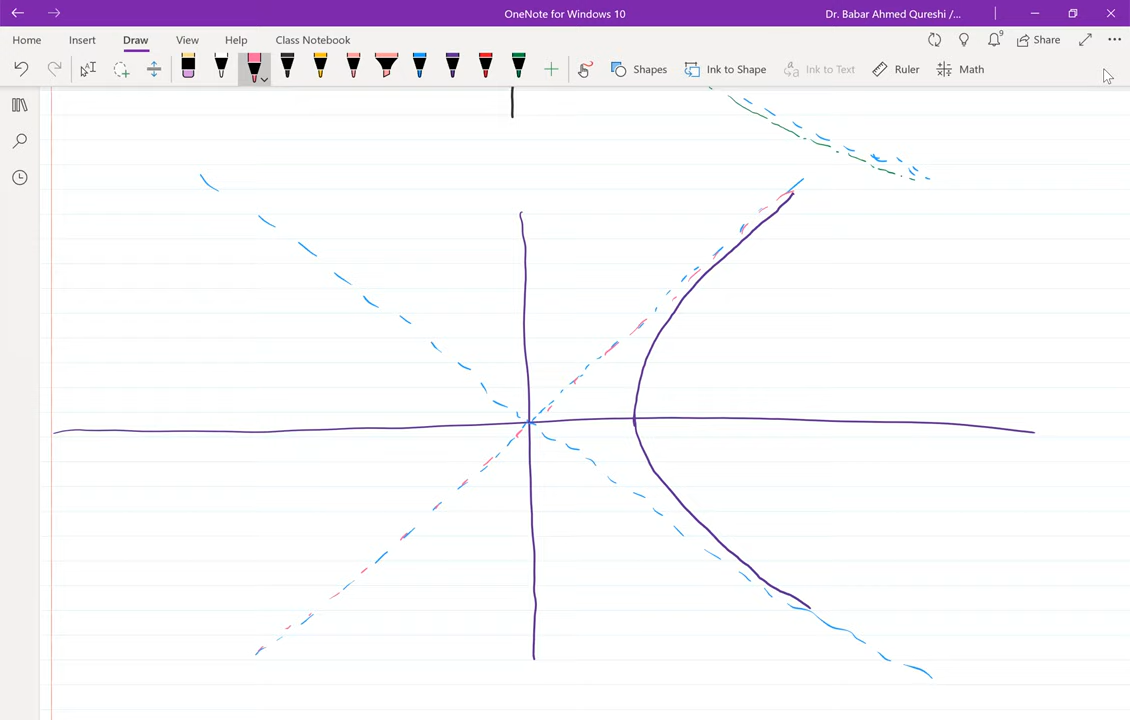 OneNote for Windows 10
Dr. Babar Ahmed Qureshi /...
Home Insert Draw View Help Class Notebook
9
Share
Shapes
Ink to Shape
Ink to Text
Ruler
Math